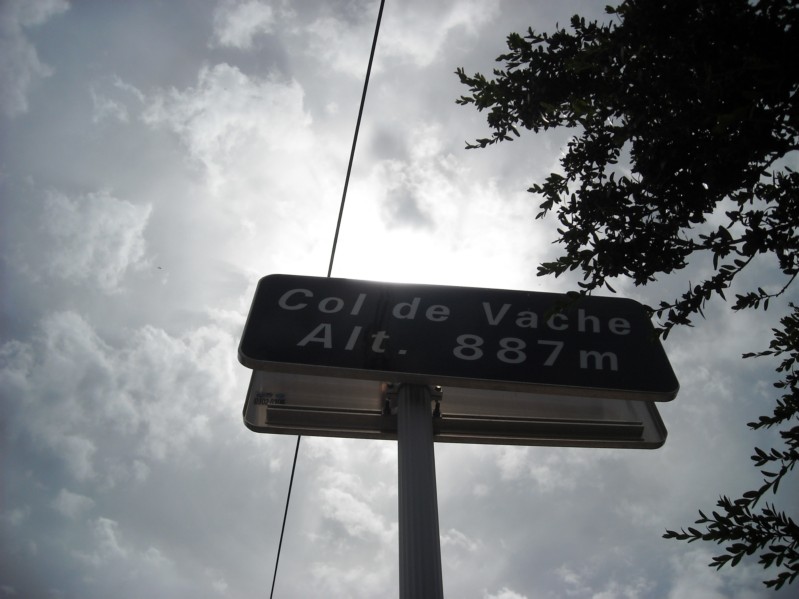 Col de Vache
Alt. 887m